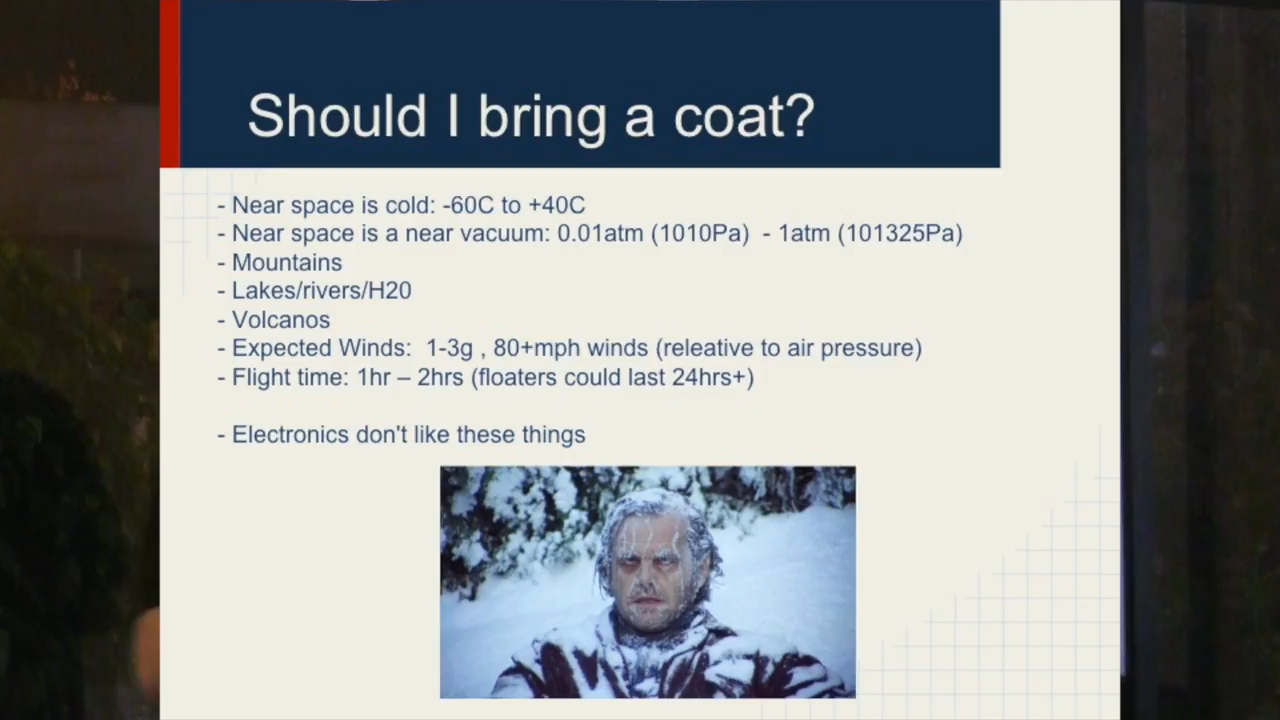 Should I bring a coat?
- Near space is cold: -60C to +40C
- Near space is a near vacuum: 0.01atm (1010Pa)  - 1atm (101325Pa)
- Mountains
- Lakes/rivers/H20
- Volcanos
- Expected Winds:  1-3g , 80+mph winds (releative to air pressure)
- Flight time: 1hr – 2hrs (floaters could last 24hrs+)
- Electronics don't like these things